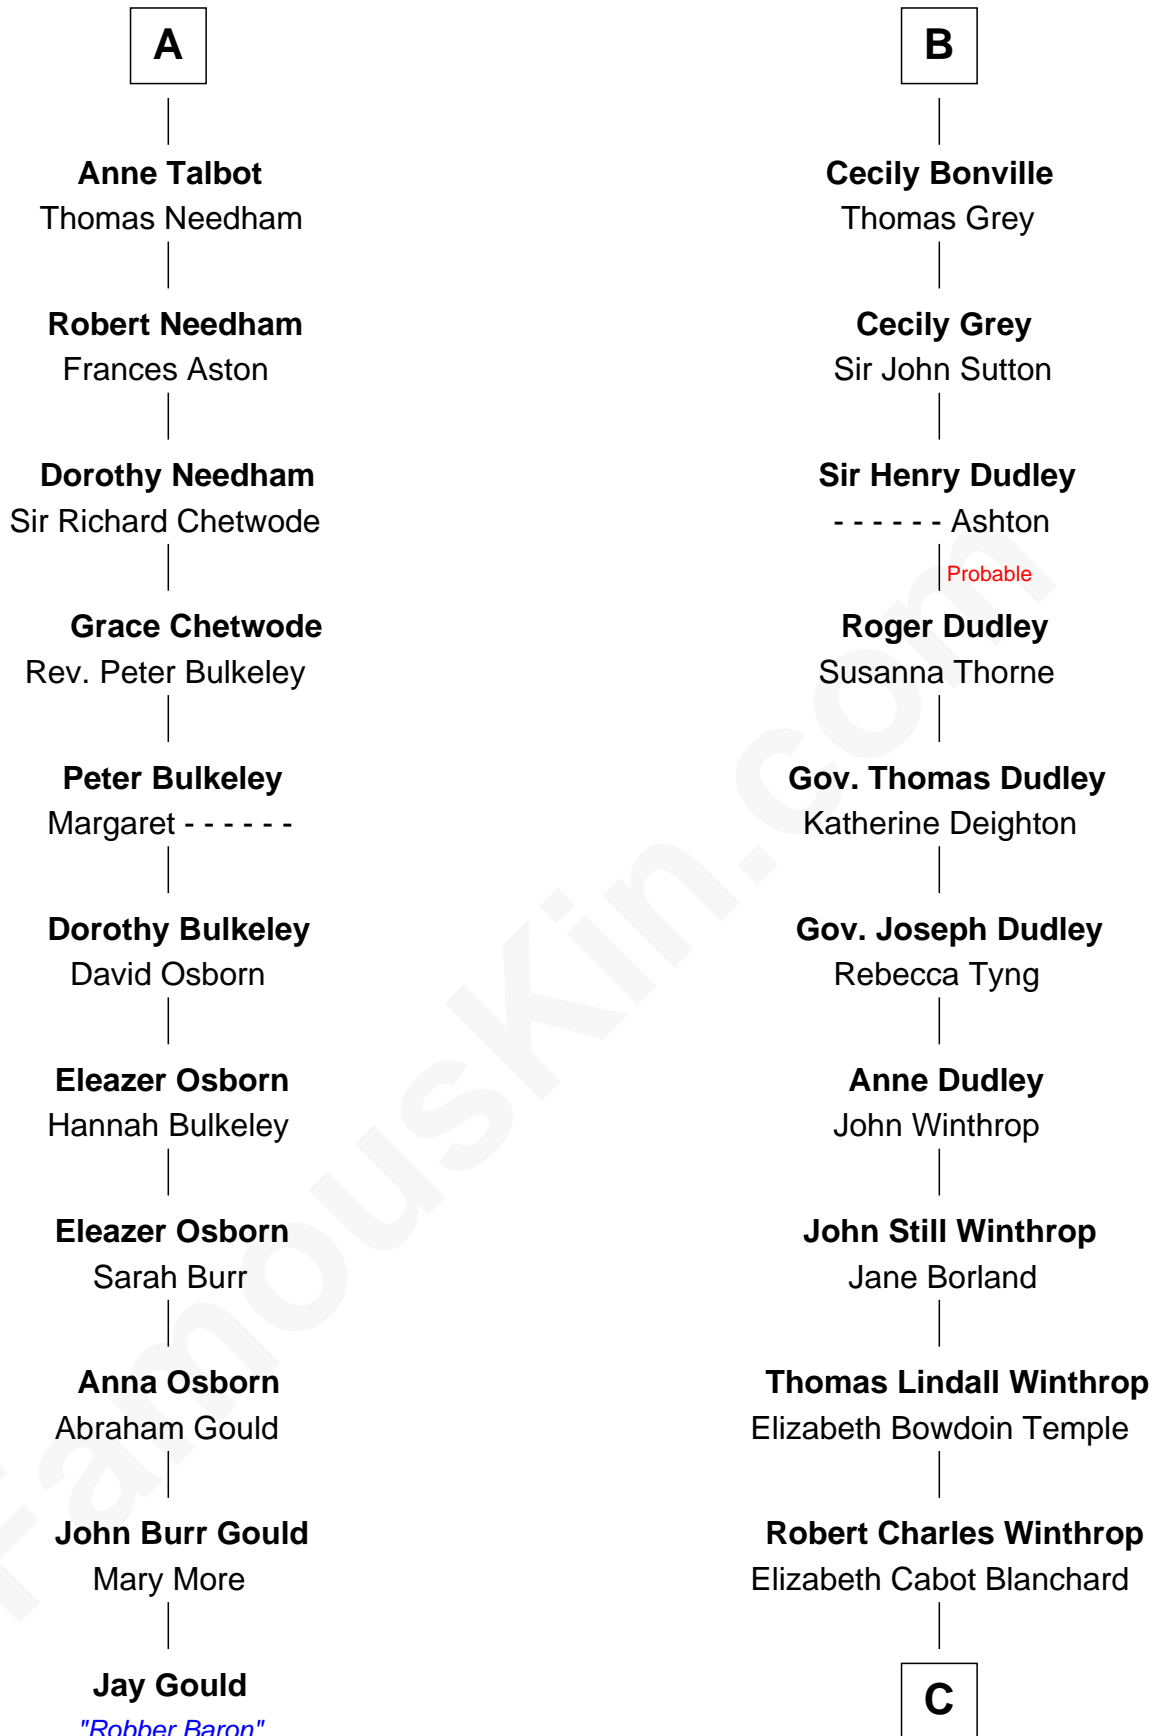 A
Anne Talbot
Thomas Needham
Robert Needham
Frances Aston
Dorothy Needham
Sir Richard Chetwode
Grace Chetwode
Rev. Peter Bulkeley
Peter Bulkeley
Margaret - - - - - -
Dorothy Bulkeley
David Osborn
Eleazer Osborn
Hannah Bulkeley
Eleazer Osborn
Sarah Burr
Anna Osborn
Abraham Gould
John Burr Gould
Mary More
Jay Gould
"Robber Baron"
B
Cecily Bonville
Thomas Grey
Cecily Grey
Sir John Sutton
Sir Henry Dudley
- - - - - - Ashton
Probable
Roger Dudley
Susanna Thorne
Gov. Thomas Dudley
Katherine Deighton
Gov. Joseph Dudley
Rebecca Tyng
Anne Dudley
John Winthrop
John Still Winthrop
Jane Borland
Thomas Lindall Winthrop
Elizabeth Bowdoin Temple
Robert Charles Winthrop
Elizabeth Cabot Blanchard
C
FamousKin.com